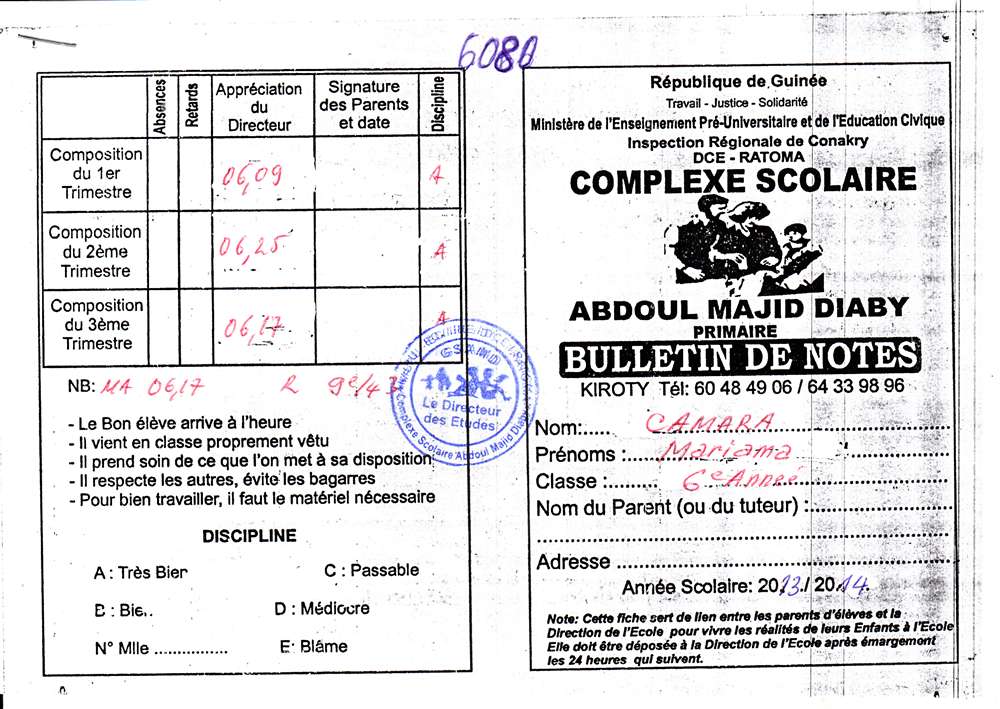 6080
Absences
Retards
Appréciation
du
Directeur
Signature
des Parents
et date
Discipline
Composition
du 1er
Trimestre
06,09
A
Composition
du 2ème
Trimestre
06,25
A
Composition
du 3ème
Trimestre
06,17
A
NB: MA 06,17 R 9e/43
- Le Bon élève arrive à l'heure
- Il vient en classe proprement vêtu
- Il prend soin de ce que l'on met à sa disposition
- Il respecte les autres, évite les bagarres
- Pour bien travailler, il faut le matériel nécessaire
DISCIPLINE
A : Très Bien
C : Passable
B : Bien
D : Médiocre
N° Mlle ................
E: Blâme
Le Directeur
des Etudes
Complexe Scolaire Abdoul Majid Diaby
République de Guinée
Travail - Justice - Solidarité
Ministère de l'Enseignement Pré-Universitaire et de l'Education Civique
Inspection Régionale de Conakry
DCE - RATOMA
COMPLEXE SCOLAIRE
ABDOUL MAJID DIABY
PRIMAIRE
BULLETIN DE NOTES
KIROTY Tél: 60 48 49 06 / 64 33 98 96
Nom:..... CAMARA
Prénoms :... Mariama
Classe :........ 6e Année
Nom du Parent (ou du tuteur) :
Adresse
Année Scolaire: 2013/ 2014.
Note: Cette fiche sert de lien entre les parents d'élèves et la
Direction de l'Ecole pour vivre les réalités de leurs Enfants à l'Ecole
Elle doit être déposée à la Direction de l'Ecole après émargement
les 24 heures qui suivent.